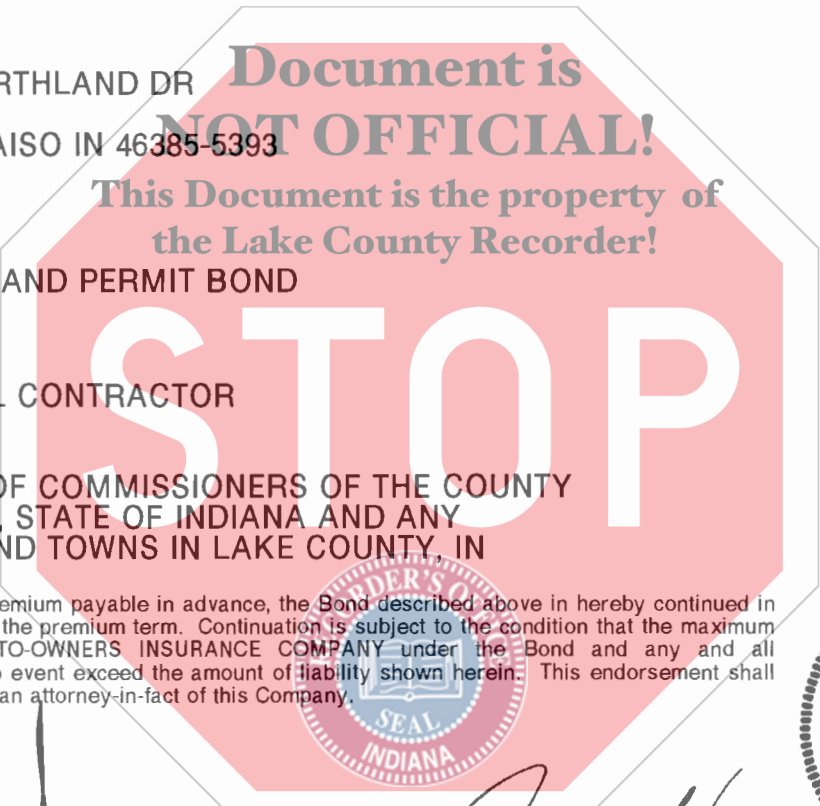 Document is
RTHLAND DR
NOT OFFICIAL!
AISO IN 46385-5393
This Document is the property of
the Lake County Recorder!
AND PERMIT BOND
STOP
L CONTRACTOR
OF COMMISSIONERS OF THE COUNTY
, STATE OF INDIANA AND ANY
ND TOWNS IN LAKE COUNTY, IN
emium payable in advance, the Bond described above in hereby continued in
the premium term. Continuation is subject to the condition that the maximum
TO-OWNERS INSURANCE COMPANY under the Bond and any and all
o event exceed the amount of liability shown herein. This endorsement shall
an attorney-in-fact of this Company.
RECORDER'S OFFICE
SEAL
INDIANA